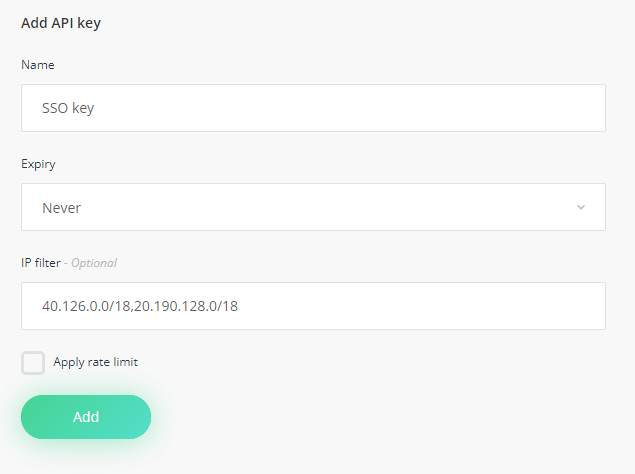 Add API key
Name
SSO key
Expiry
Never
IP filter - Optional
40.126.0.0/18,20.190.128.0/18
Apply rate limit
Add